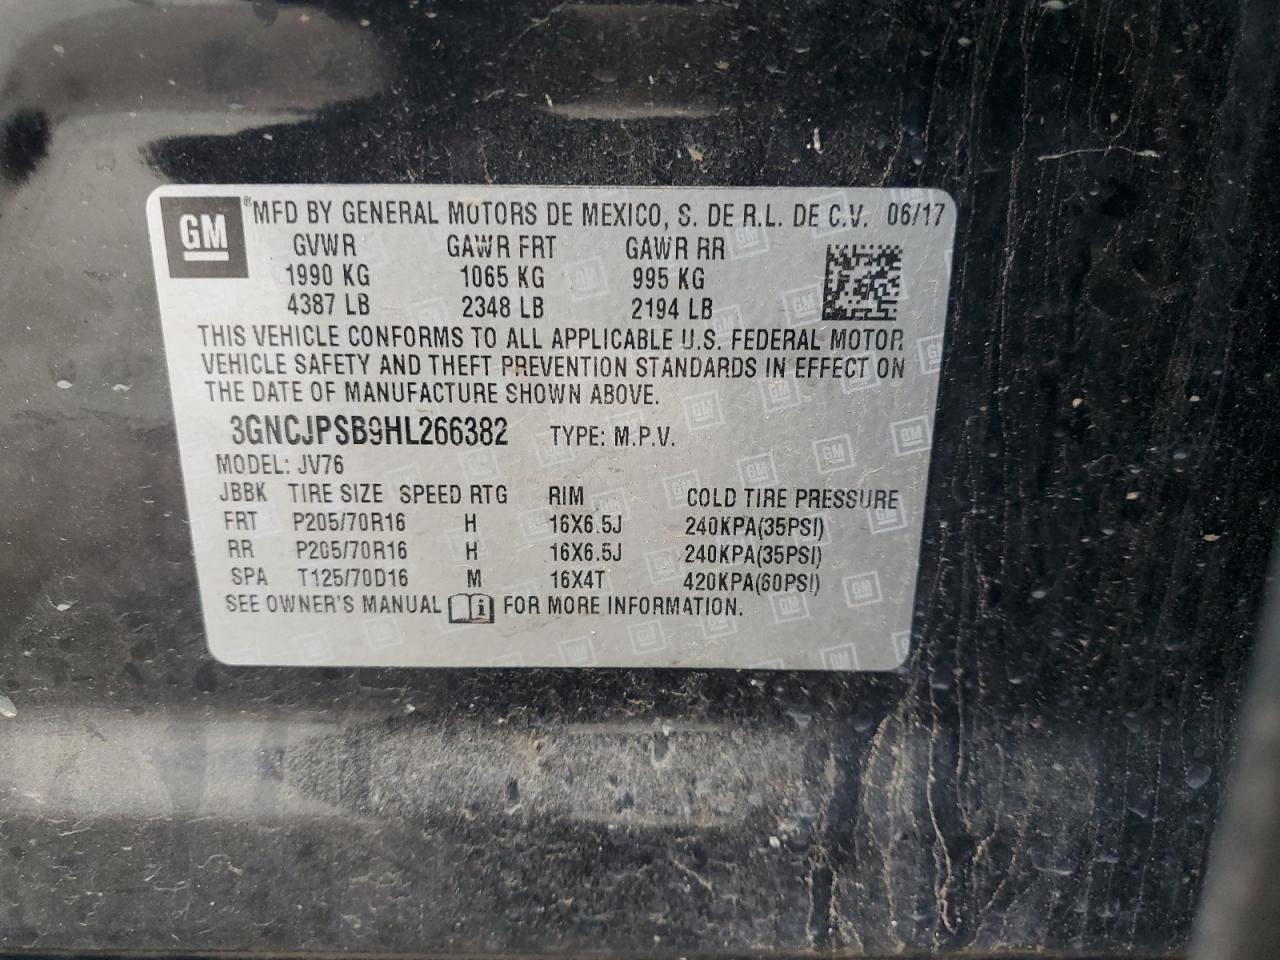 GM ® MFD BY GENERAL MOTORS DE MEXICO, S. DE R.L. DE C.V. 06/17
GVWR GAWR FRT GAWR RR
1990 KG 1065 KG 995 KG
4387 LB 2348 LB 2194 LB
THIS VEHICLE CONFORMS TO ALL APPLICABLE U.S. FEDERAL MOTOR
VEHICLE SAFETY AND THEFT PREVENTION STANDARDS IN EFFECT ON
THE DATE OF MANUFACTURE SHOWN ABOVE.
3GNCJPSB9HL266382 TYPE: M.P.V.
MODEL: JV76
JBBK TIRE SIZE SPEED RTG RIM COLD TIRE PRESSURE
FRT P205/70R16 H 16X6.5J 240KPA(35PSI)
RR P205/70R16 H 16X6.5J 240KPA(35PSI)
SPA T125/70D16 M 16X4T 420KPA(60PSI)
SEE OWNER'S MANUAL i FOR MORE INFORMATION.